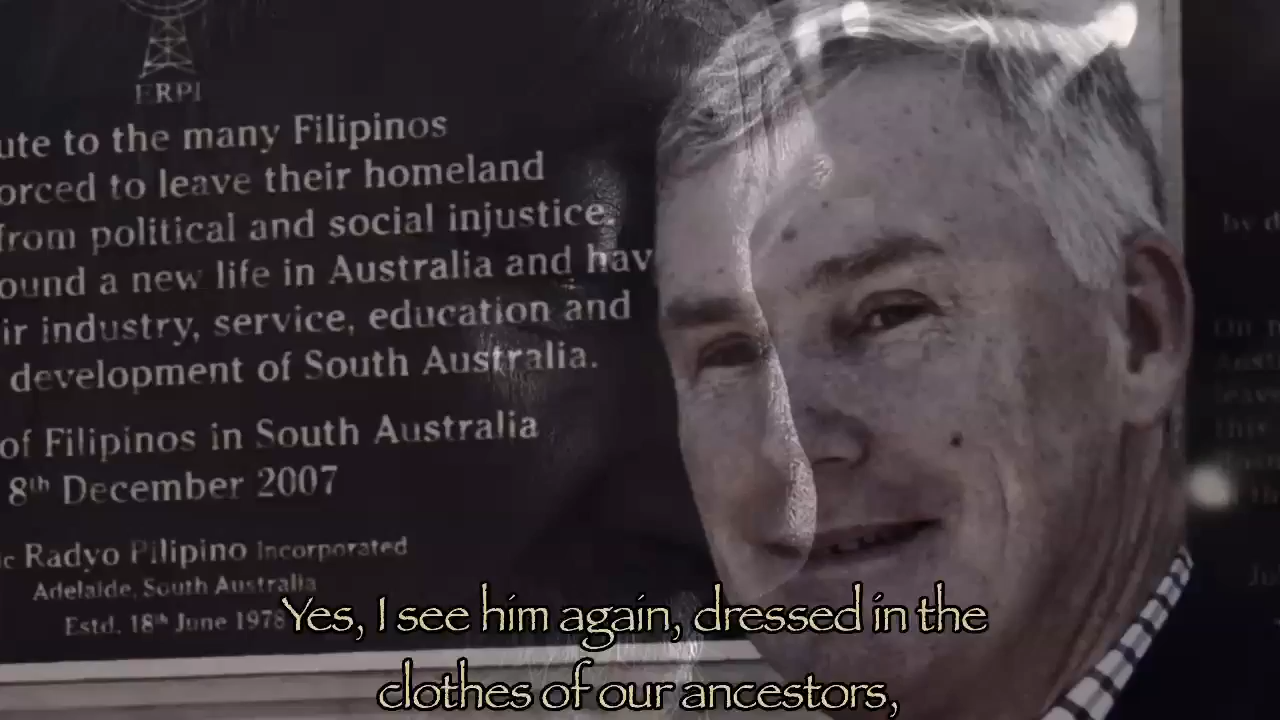 ERPI
ute to the many Filipinos
orced to leave their homeland
from political and social injustice.
ound a new life in Australia and hav
ir industry, service, education and
development of South Australia.
of Filipinos in South Australia
8th December 2007
c Radyo Pilipino Incorporated
Adelaide, South Australia
Estd. 18th June 1978
by d
Yes, I see him again, dressed in the
clothes of our ancestors,